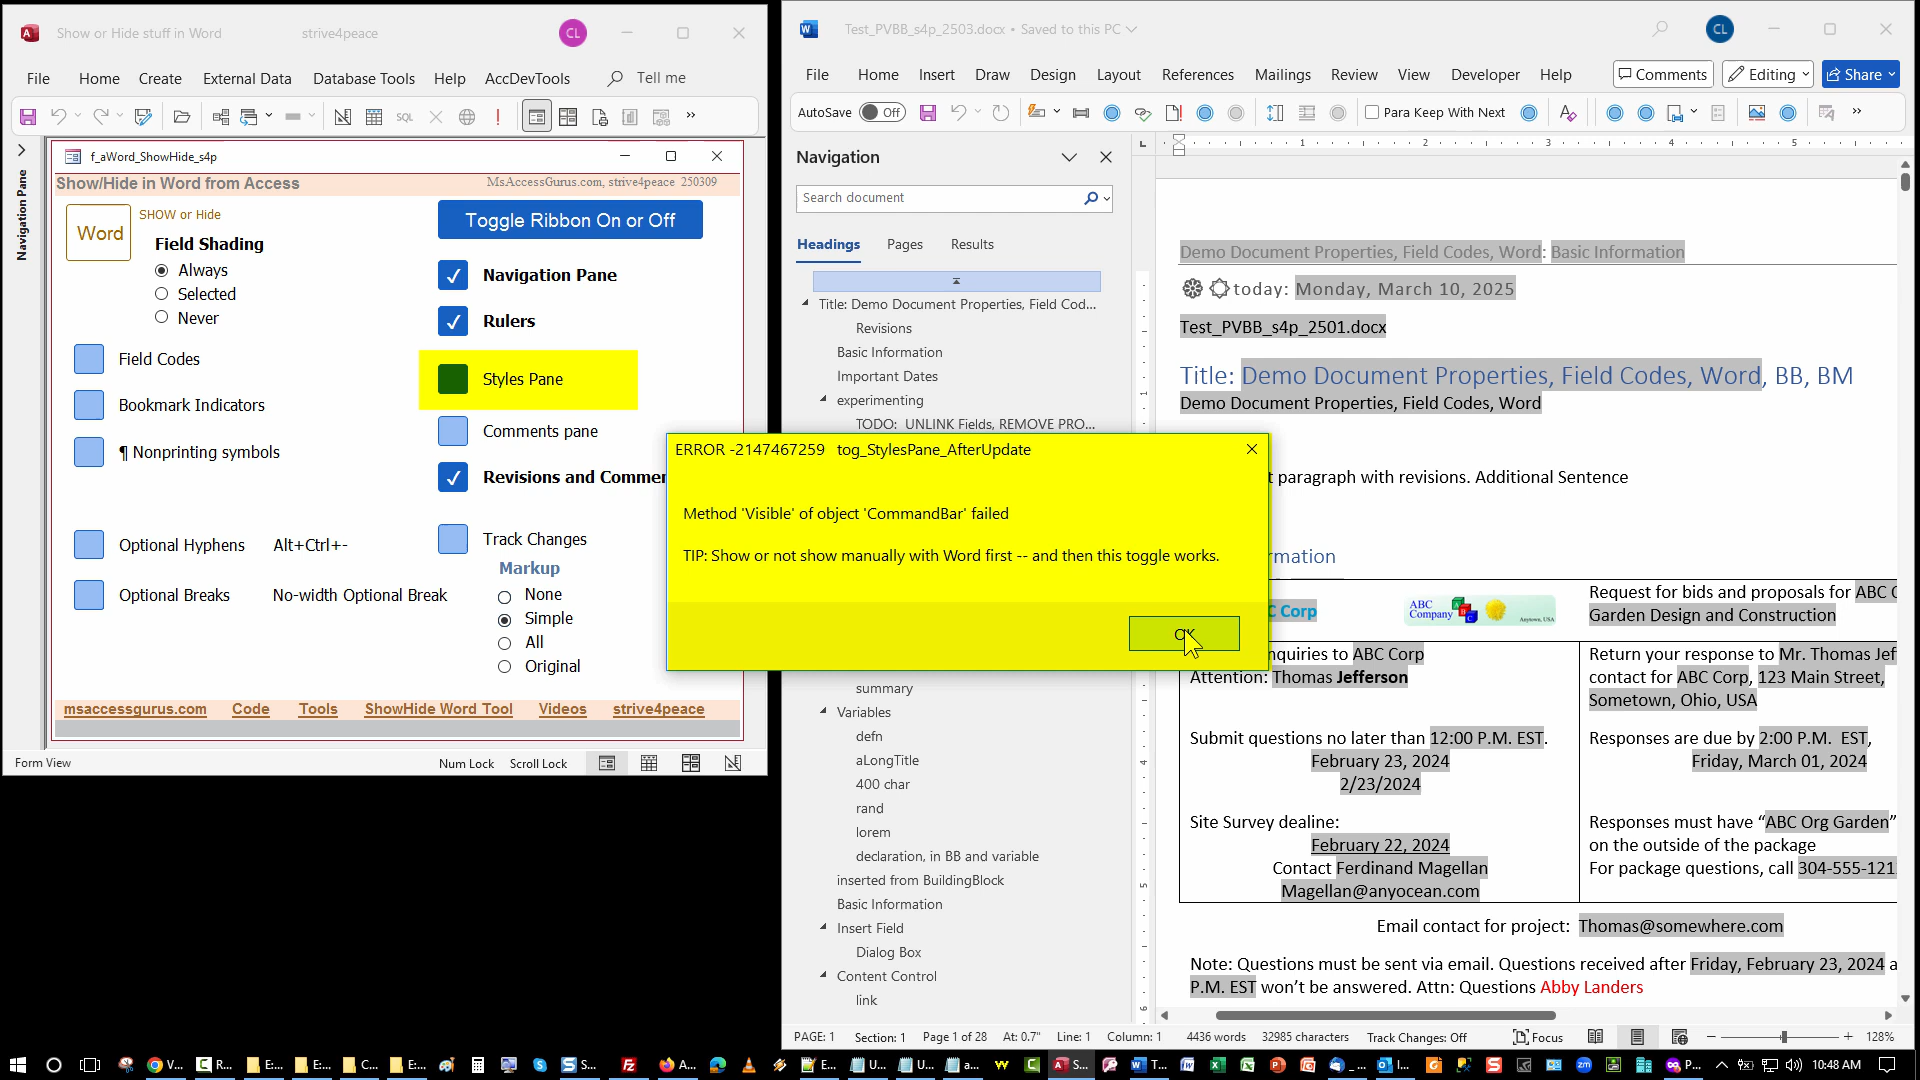 Show or Hide stuff in Word
strive4peace
CL
File Home Create External Data Database Tools Help AccDevTools Tell me
SQL
f_aWord_ShowHide_s4p
Show/Hide in Word from Access
MsAccessGurus.com, strive4peace 250309
Navigation Pane
Word
SHOW or Hide
Toggle Ribbon On or Off
Field Shading
Always
Selected
Never
Navigation Pane
Rulers
Field Codes
Styles Pane
Bookmark Indicators
Comments pane
¶ Nonprinting symbols
Revisions and Commen
Optional Hyphens Alt+Ctrl+-
Track Changes
Markup
Optional Breaks No-width Optional Break
None
Simple
All
Original
msaccessgurus.com Code Tools ShowHide Word Tool Videos strive4peace
Form View
Num Lock Scroll Lock
Test_PVBB_s4p_2503.docx • Saved to this PC
CL
File Home Insert Draw Design Layout References Mailings Review View Developer Help
Comments Editing Share
AutoSave Off
Para Keep With Next
Navigation
Search document
Headings Pages Results
Title: Demo Document Properties, Field Cod...
Revisions
Basic Information
Important Dates
experimenting
TODO: UNLINK Fields, REMOVE PRO...
summary
Variables
defn
aLongTitle
400 char
rand
lorem
declaration, in BB and variable
inserted from BuildingBlock
Basic Information
Insert Field
Dialog Box
Content Control
link
ERROR -2147467259 tog_StylesPane_AfterUpdate
Method 'Visible' of object 'CommandBar' failed
TIP: Show or not show manually with Word first -- and then this toggle works.
OK
1 2 3 4 5
1
4
5
6
Demo Document Properties, Field Codes, Word: Basic Information
today: Monday, March 10, 2025
Test_PVBB_s4p_2501.docx
Title: Demo Document Properties, Field Codes, Word, BB, BM
Demo Document Properties, Field Codes, Word
t paragraph with revisions. Additional Sentence
rmation
C Corp
ABC
Company
Anytown, USA
Request for bids and proposals for ABC C
Garden Design and Construction
nquiries to ABC Corp
Attention: Thomas Jefferson
Return your response to Mr. Thomas Jef
contact for ABC Corp, 123 Main Street,
Sometown, Ohio, USA
Submit questions no later than 12:00 P.M. EST.
February 23, 2024
2/23/2024
Responses are due by 2:00 P.M. EST,
Friday, March 01, 2024
Site Survey dealine:
February 22, 2024
Contact Ferdinand Magellan
Magellan@anyocean.com
Responses must have “ABC Org Garden”
on the outside of the package
For package questions, call 304-555-121
Email contact for project: Thomas@somewhere.com
Note: Questions must be sent via email. Questions received after Friday, February 23, 2024 a
P.M. EST won’t be answered. Attn: Questions Abby Landers
PAGE: 1 Section: 1 Page 1 of 28 At: 0.7" Line: 1 Column: 1 4436 words 32985 characters Track Changes: Off Focus 128%
V... R... E... E... C... E... S... A... E... U... U... a... S... T... I... _... P... 10:48 AM